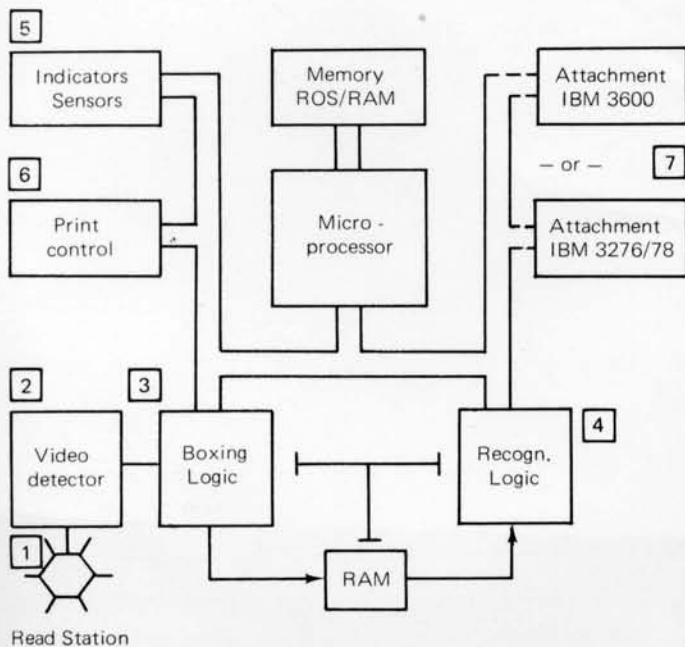 5
Indicators
Sensors
Memory
ROS/RAM
Attachment
IBM 3600
6
— or —
7
Print
control
Micro -
processor
Attachment
IBM 3276/78
2
3
4
Video
detector
Boxing
Logic
Recogn.
Logic
1
RAM
Read Station